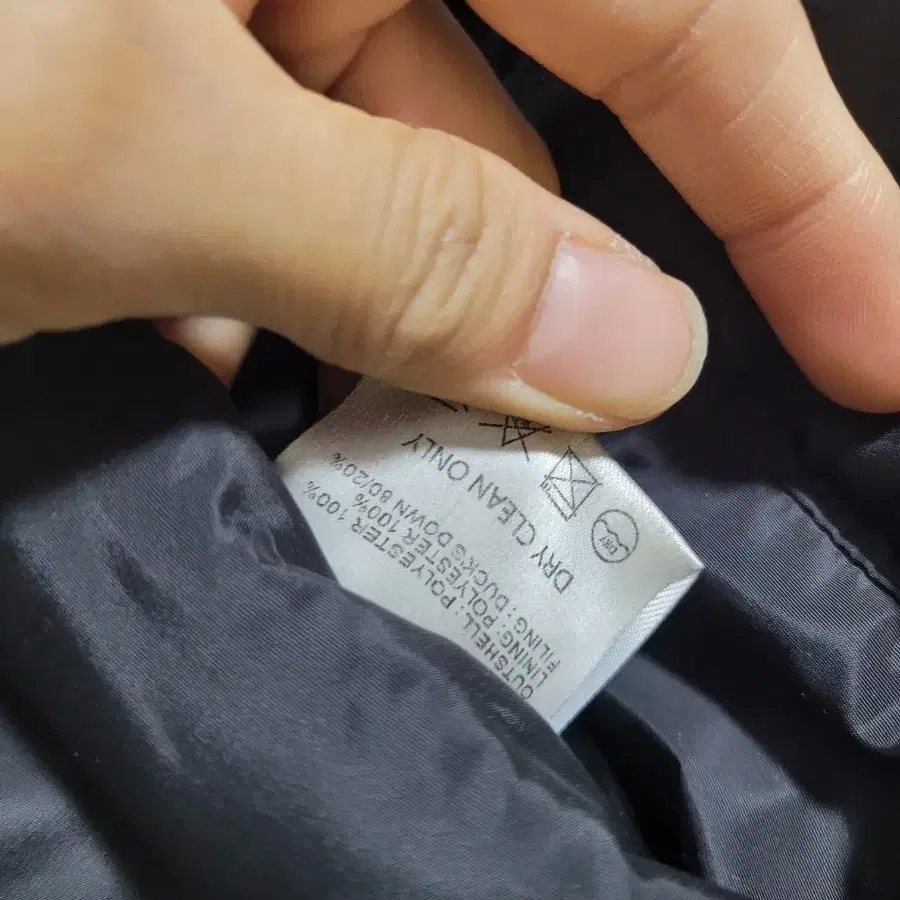 OUTSHELL: POLYESTER 100%
LINING: POLYESTER 100%
FILING : DUCKS DOWN 80/20%
DRY CLEAN ONLY
DRY